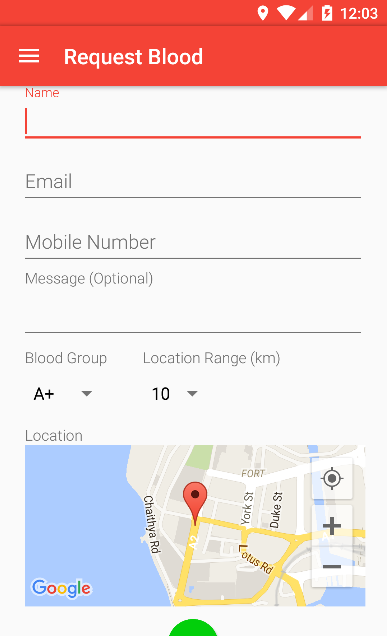 12:03
Request Blood
Name
Email
Mobile Number
Message (Optional)
Blood Group Location Range (km)
A+ 10
Location
FORT
Chaithya Rd
York St
Duke St
Lotus Rd
A2
Google